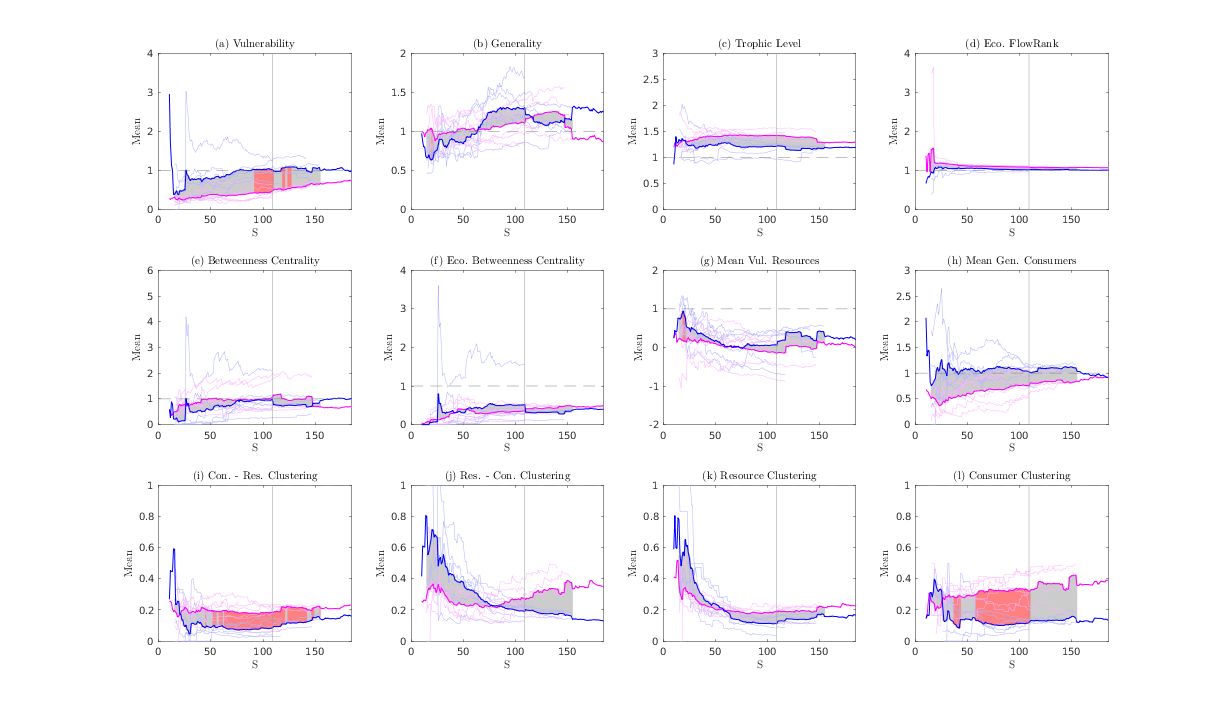 (a) Vulnerability
(b) Generality
(c) Trophic Level
(d) Eco. FlowRank
4
3
2
1
0
Mean
0 50 100 150
S
2
1.5
1
0.5
0
Mean
0 50 100 150
S
3
2.5
2
1.5
1
0.5
0
Mean
0 50 100 150
S
4
3
2
1
0
Mean
0 50 100 150
S
(e) Betweenness Centrality
(f) Eco. Betweenness Centrality
(g) Mean Vul. Resources
(h) Mean Gen. Consumers
6
5
4
3
2
1
0
Mean
0 50 100 150
S
4
3
2
1
0
Mean
0 50 100 150
S
2
1
0
-1
-2
Mean
0 50 100 150
S
3
2.5
2
1.5
1
0.5
0
Mean
0 50 100 150
S
(i) Con. - Res. Clustering
(j) Res. - Con. Clustering
(k) Resource Clustering
(l) Consumer Clustering
1
0.8
0.6
0.4
0.2
0
Mean
0 50 100 150
S
1
0.8
0.6
0.4
0.2
0
Mean
0 50 100 150
S
1
0.8
0.6
0.4
0.2
0
Mean
0 50 100 150
S
1
0.8
0.6
0.4
0.2
0
Mean
0 50 100 150
S